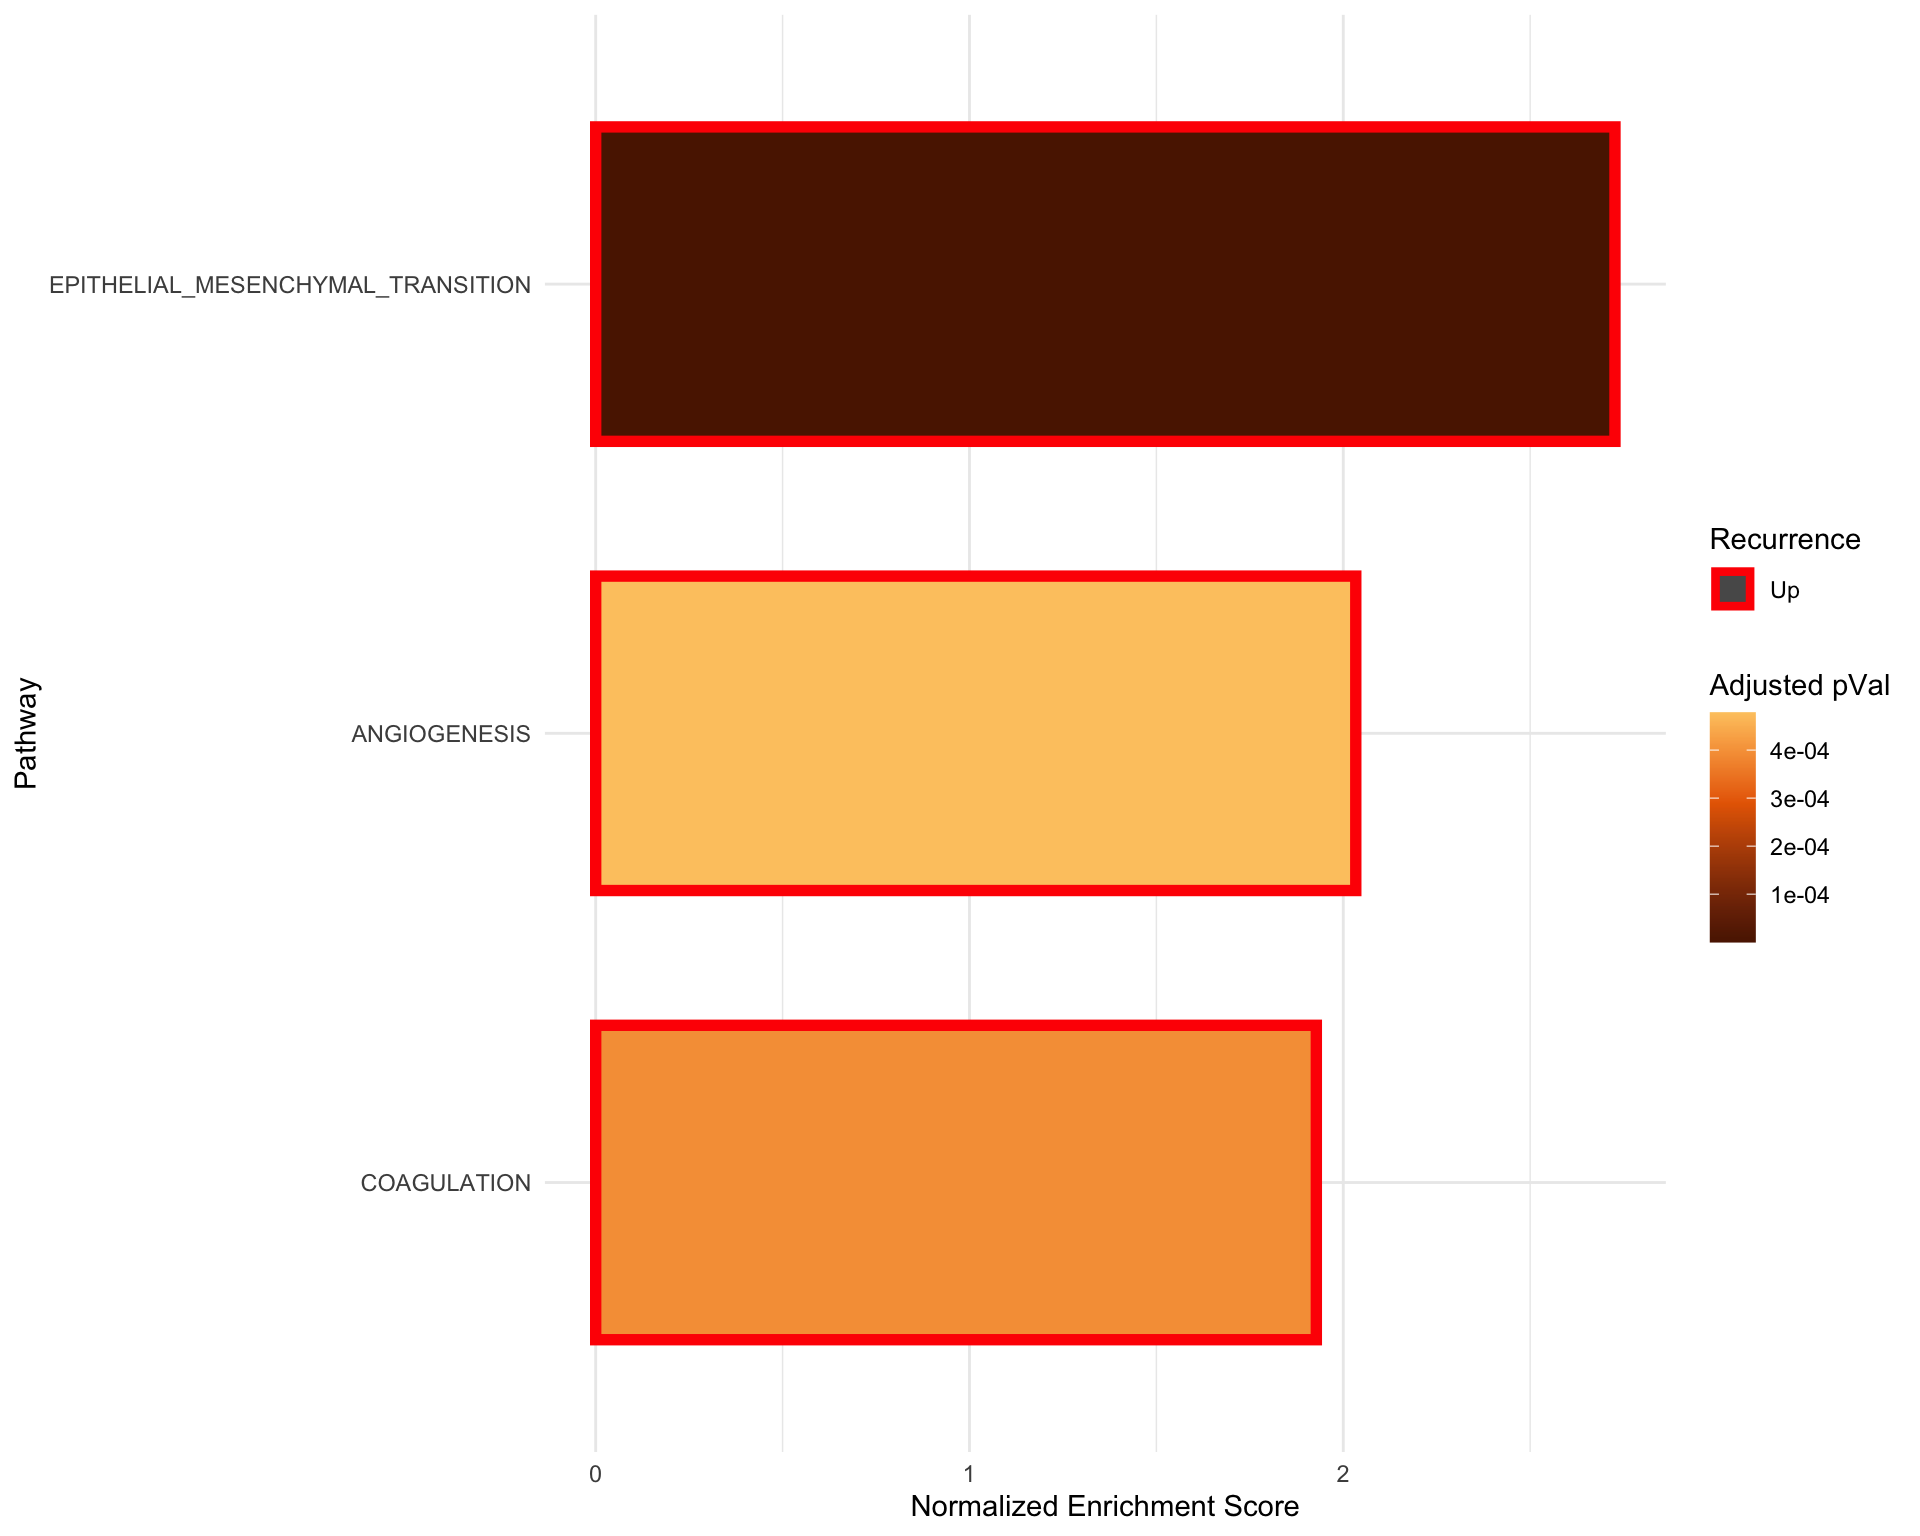 EPITHELIAL_MESENCHYMAL_TRANSITION
ANGIOGENESIS
COAGULATION
Pathway
0
1
2
Normalized Enrichment Score
Recurrence
Up
Adjusted pVal
4e-04
3e-04
2e-04
1e-04